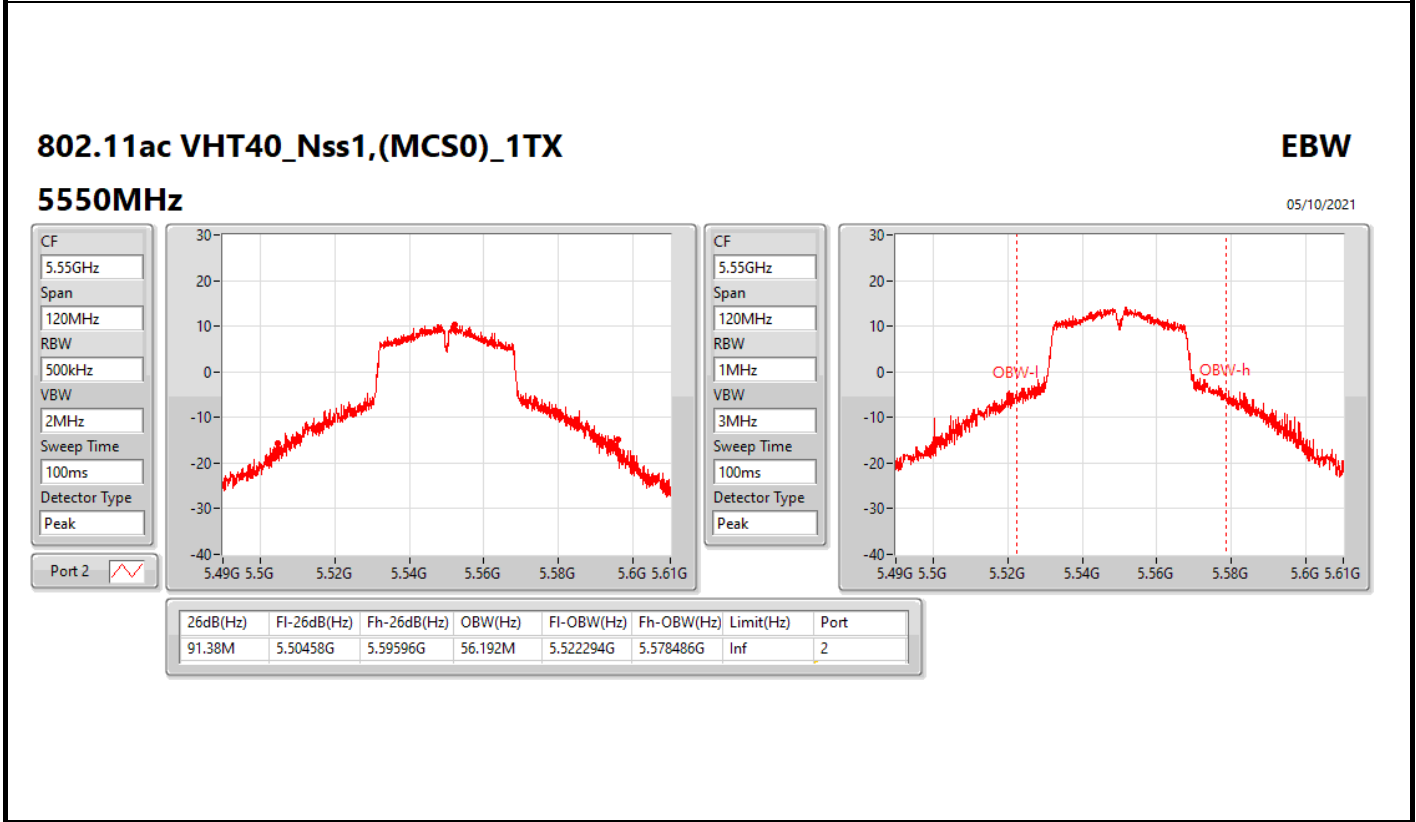 802.11ac VHT40_Nss1,(MCS0)_1TX
EBW
5550MHz
05/10/2021
CF
5.55GHz
Span
120MHz
RBW
500kHz
VBW
2MHz
Sweep Time
100ms
Detector Type
Peak
Port 2
30
20
10
0
-10
-20
-30
-40
5.49G 5.5G 5.52G 5.54G 5.56G 5.58G 5.6G 5.61G
CF
5.55GHz
Span
120MHz
RBW
1MHz
VBW
3MHz
Sweep Time
100ms
Detector Type
Peak
30
20
10
0
-10
-20
-30
-40
OBW-l OBW-h
5.49G 5.5G 5.52G 5.54G 5.56G 5.58G 5.6G 5.61G
26dB(Hz) Fl-26dB(Hz) Fh-26dB(Hz) OBW(Hz) Fl-OBW(Hz) Fh-OBW(Hz) Limit(Hz) Port
91.38M 5.50458G 5.59596G 56.192M 5.522294G 5.578486G Inf 2